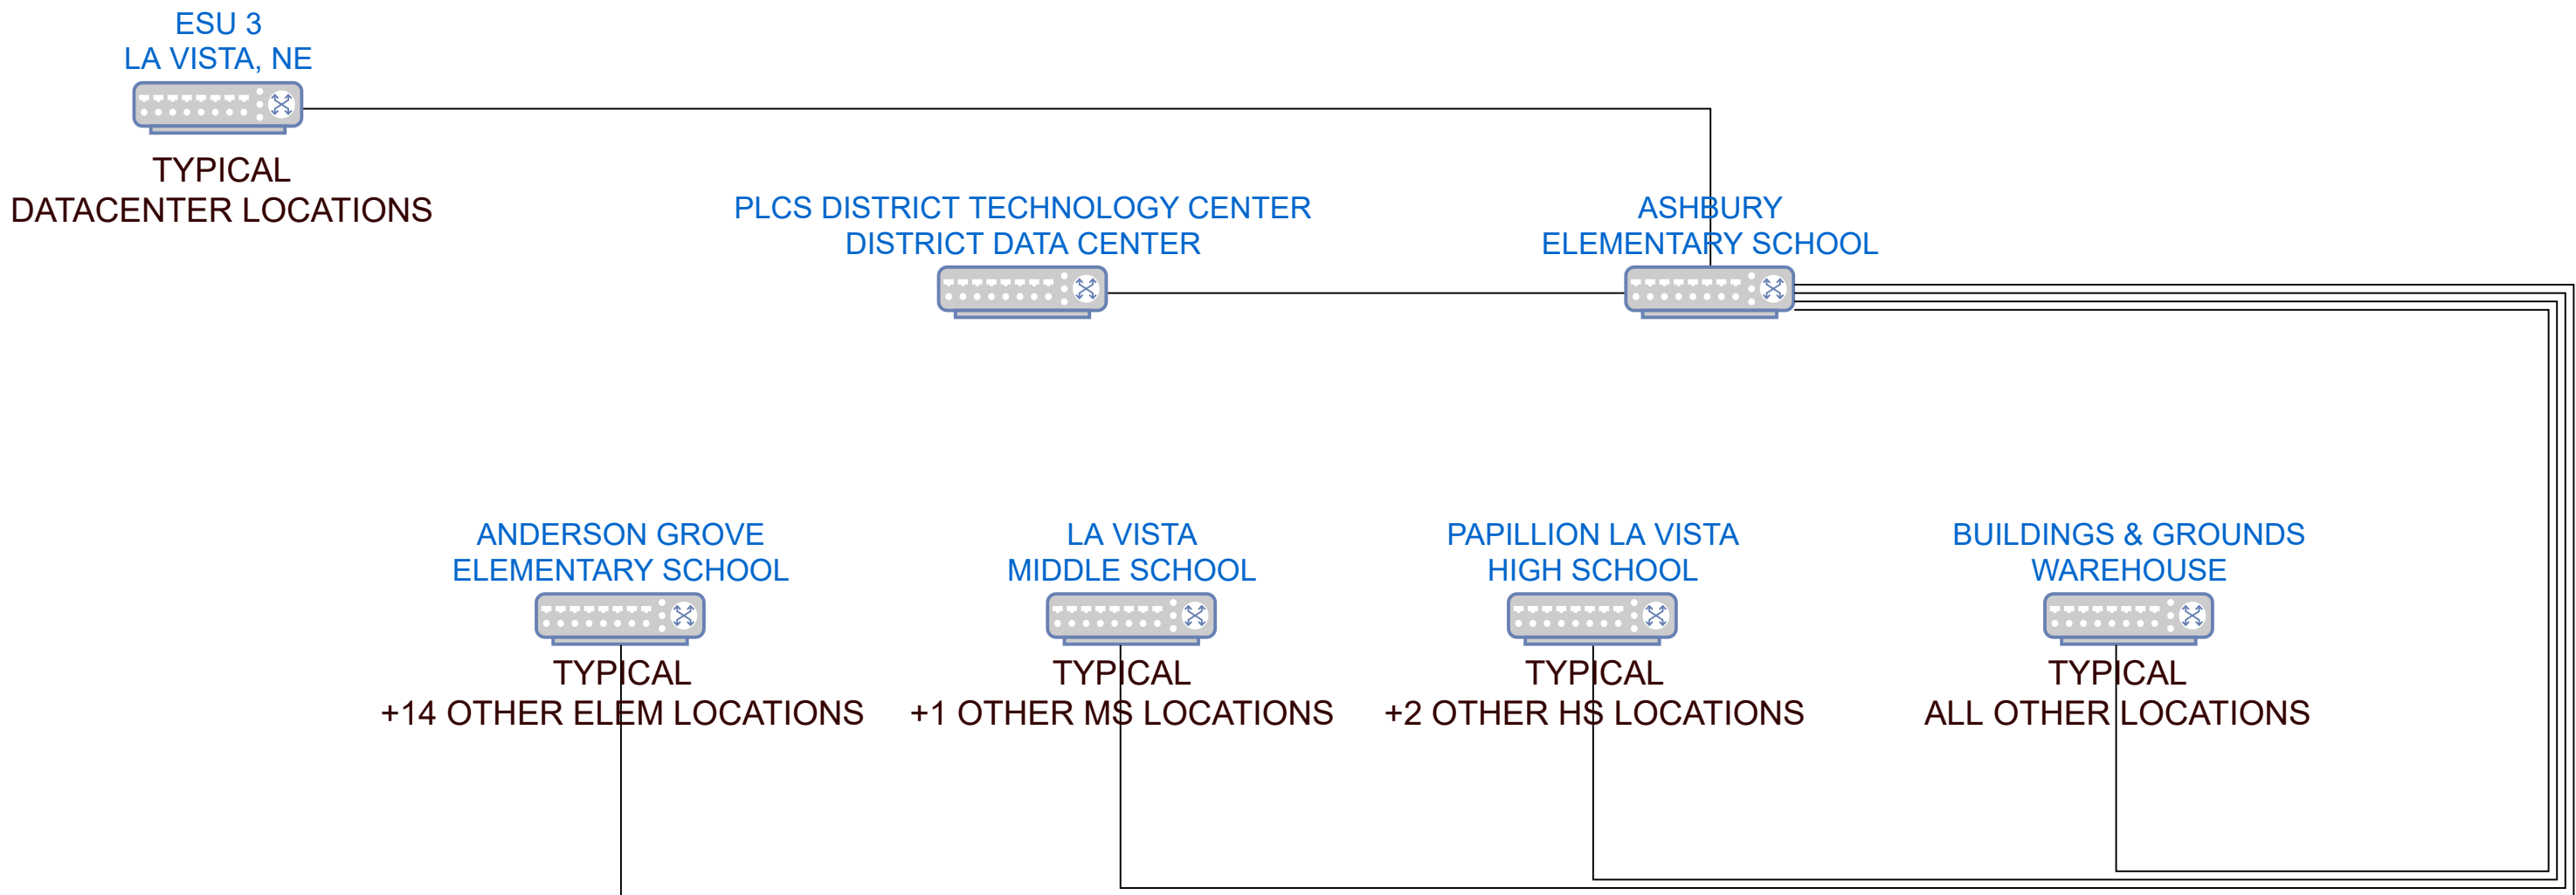 ESU 3
LA VISTA, NE
TYPICAL
DATACENTER LOCATIONS
PLCS DISTRICT TECHNOLOGY CENTER
DISTRICT DATA CENTER
ASHBURY
ELEMENTARY SCHOOL
ANDERSON GROVE
ELEMENTARY SCHOOL
TYPICAL
+14 OTHER ELEM LOCATIONS
LA VISTA
MIDDLE SCHOOL
TYPICAL
+1 OTHER MS LOCATIONS
PAPILLION LA VISTA
HIGH SCHOOL
TYPICAL
+2 OTHER HS LOCATIONS
BUILDINGS & GROUNDS
WAREHOUSE
TYPICAL
ALL OTHER LOCATIONS